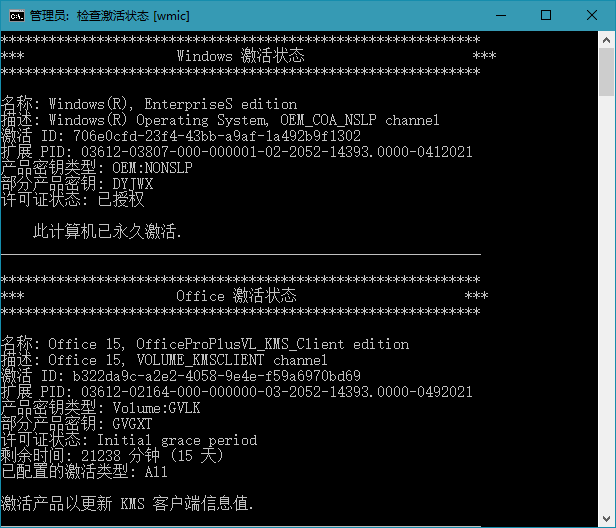 管理员: 检查激活状态 [wmic]
************************************************************
***                   Windows 激活状态                     ***
************************************************************
名称: Windows(R), EnterpriseS edition
描述: Windows(R) Operating System, OEM_COA_NSLP channel
激活 ID: 706e0cfd-23f4-43bb-a9af-1a492b9f1302
扩展 PID: 03612-03807-000-000001-02-2052-14393.0000-0412021
产品密钥类型: OEM:NONSLP
部分产品密钥: DYJWX
许可证状态: 已授权
    此计算机已永久激活.
____________________________________________________________
************************************************************
***                   Office 激活状态                     ***
************************************************************
名称: Office 15, OfficeProPlusVL_KMS_Client edition
描述: Office 15, VOLUME_KMSCLIENT channel
激活 ID: b322da9c-a2e2-4058-9e4e-f59a6970bd69
扩展 PID: 03612-02164-000-000000-03-2052-14393.0000-0492021
产品密钥类型: Volume:GVLK
部分产品密钥: GVGXT
许可证状态: Initial grace period
剩余时间: 21238 分钟 (15 天)
已配置的激活类型: All
激活产品以更新 KMS 客户端信息值.
____________________________________________________________